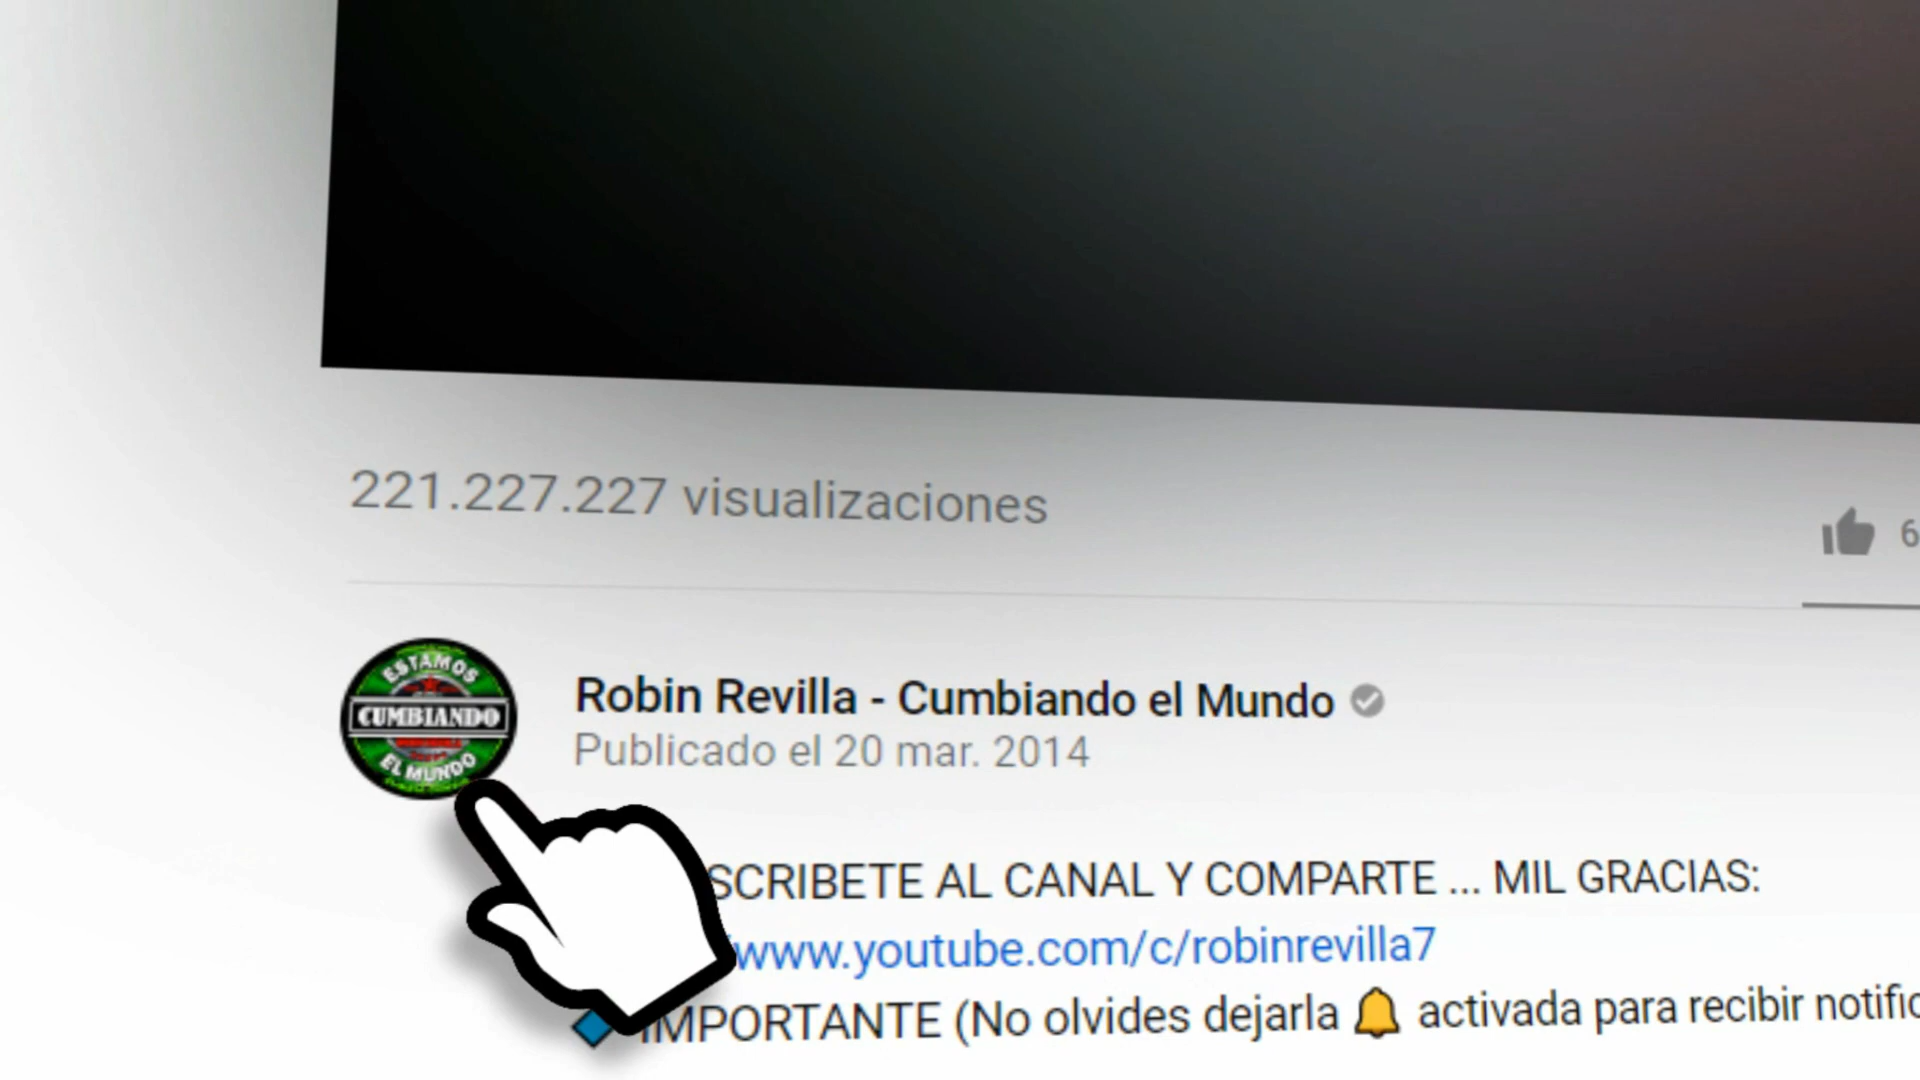 221.227.227 visualizaciones
6
ESTAMOS
CUMBIANDO
EL MUNDO
Robin Revilla - Cumbiando el Mundo
Publicado el 20 mar. 2014
SCRIBETE AL CANAL Y COMPARTE ... MIL GRACIAS:
www.youtube.com/c/robinrevilla7
IMPORTANTE (No olvides dejarla 🔔 activada para recibir notific